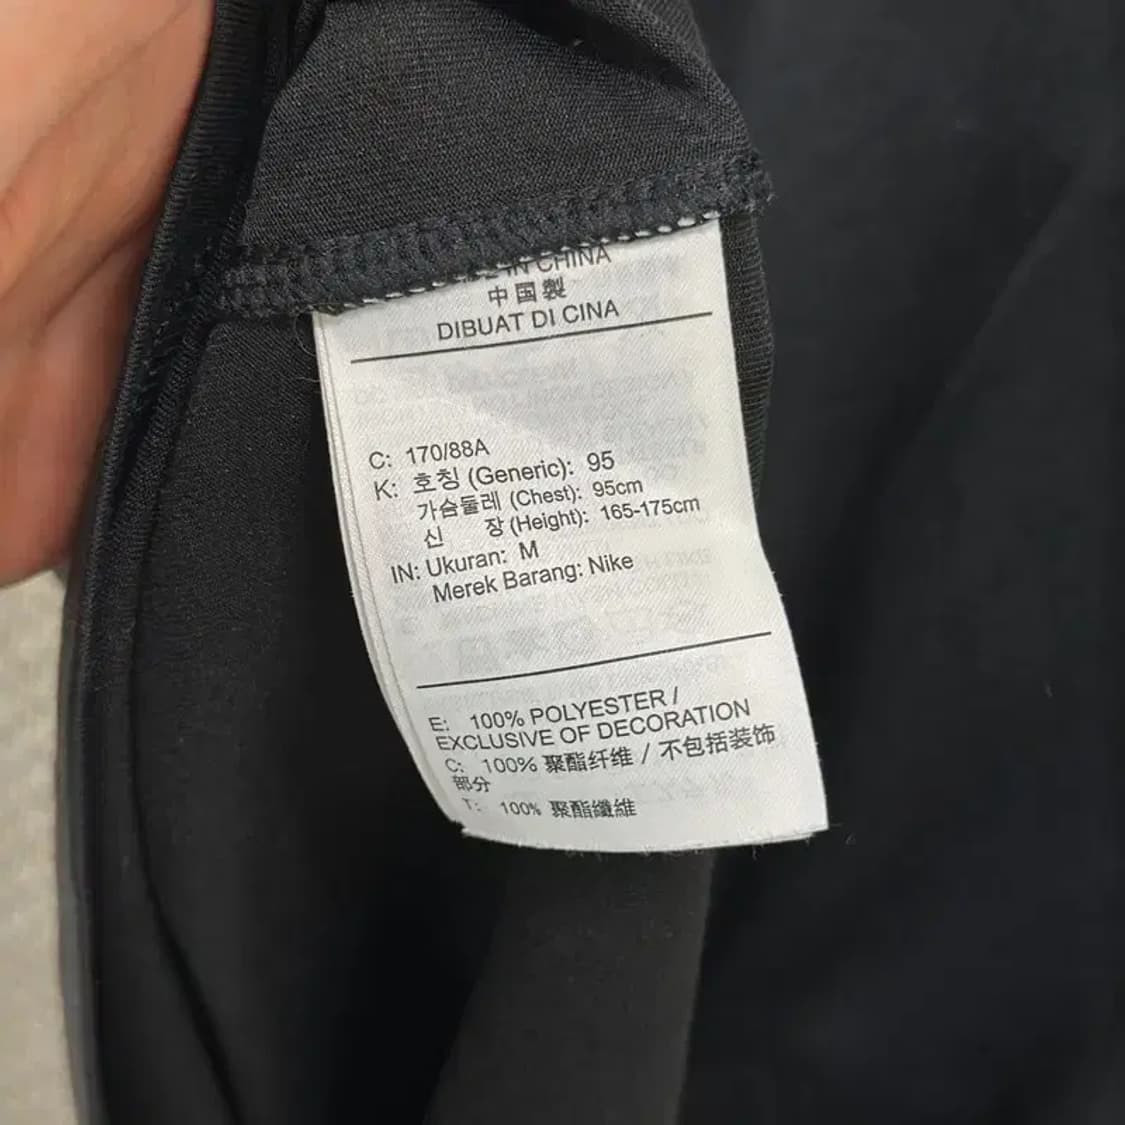 IN CHINA
中国製
DIBUAT DI CINA
C: 170/88A
K: 호칭 (Generic): 95
가슴둘레 (Chest): 95cm
신 장 (Height): 165-175cm
IN: Ukuran: M
Merek Barang: Nike
E: 100% POLYESTER /
EXCLUSIVE OF DECORATION
C: 100% 聚酯纤维 / 不包括装饰
部分
T: 100% 聚酯纖維